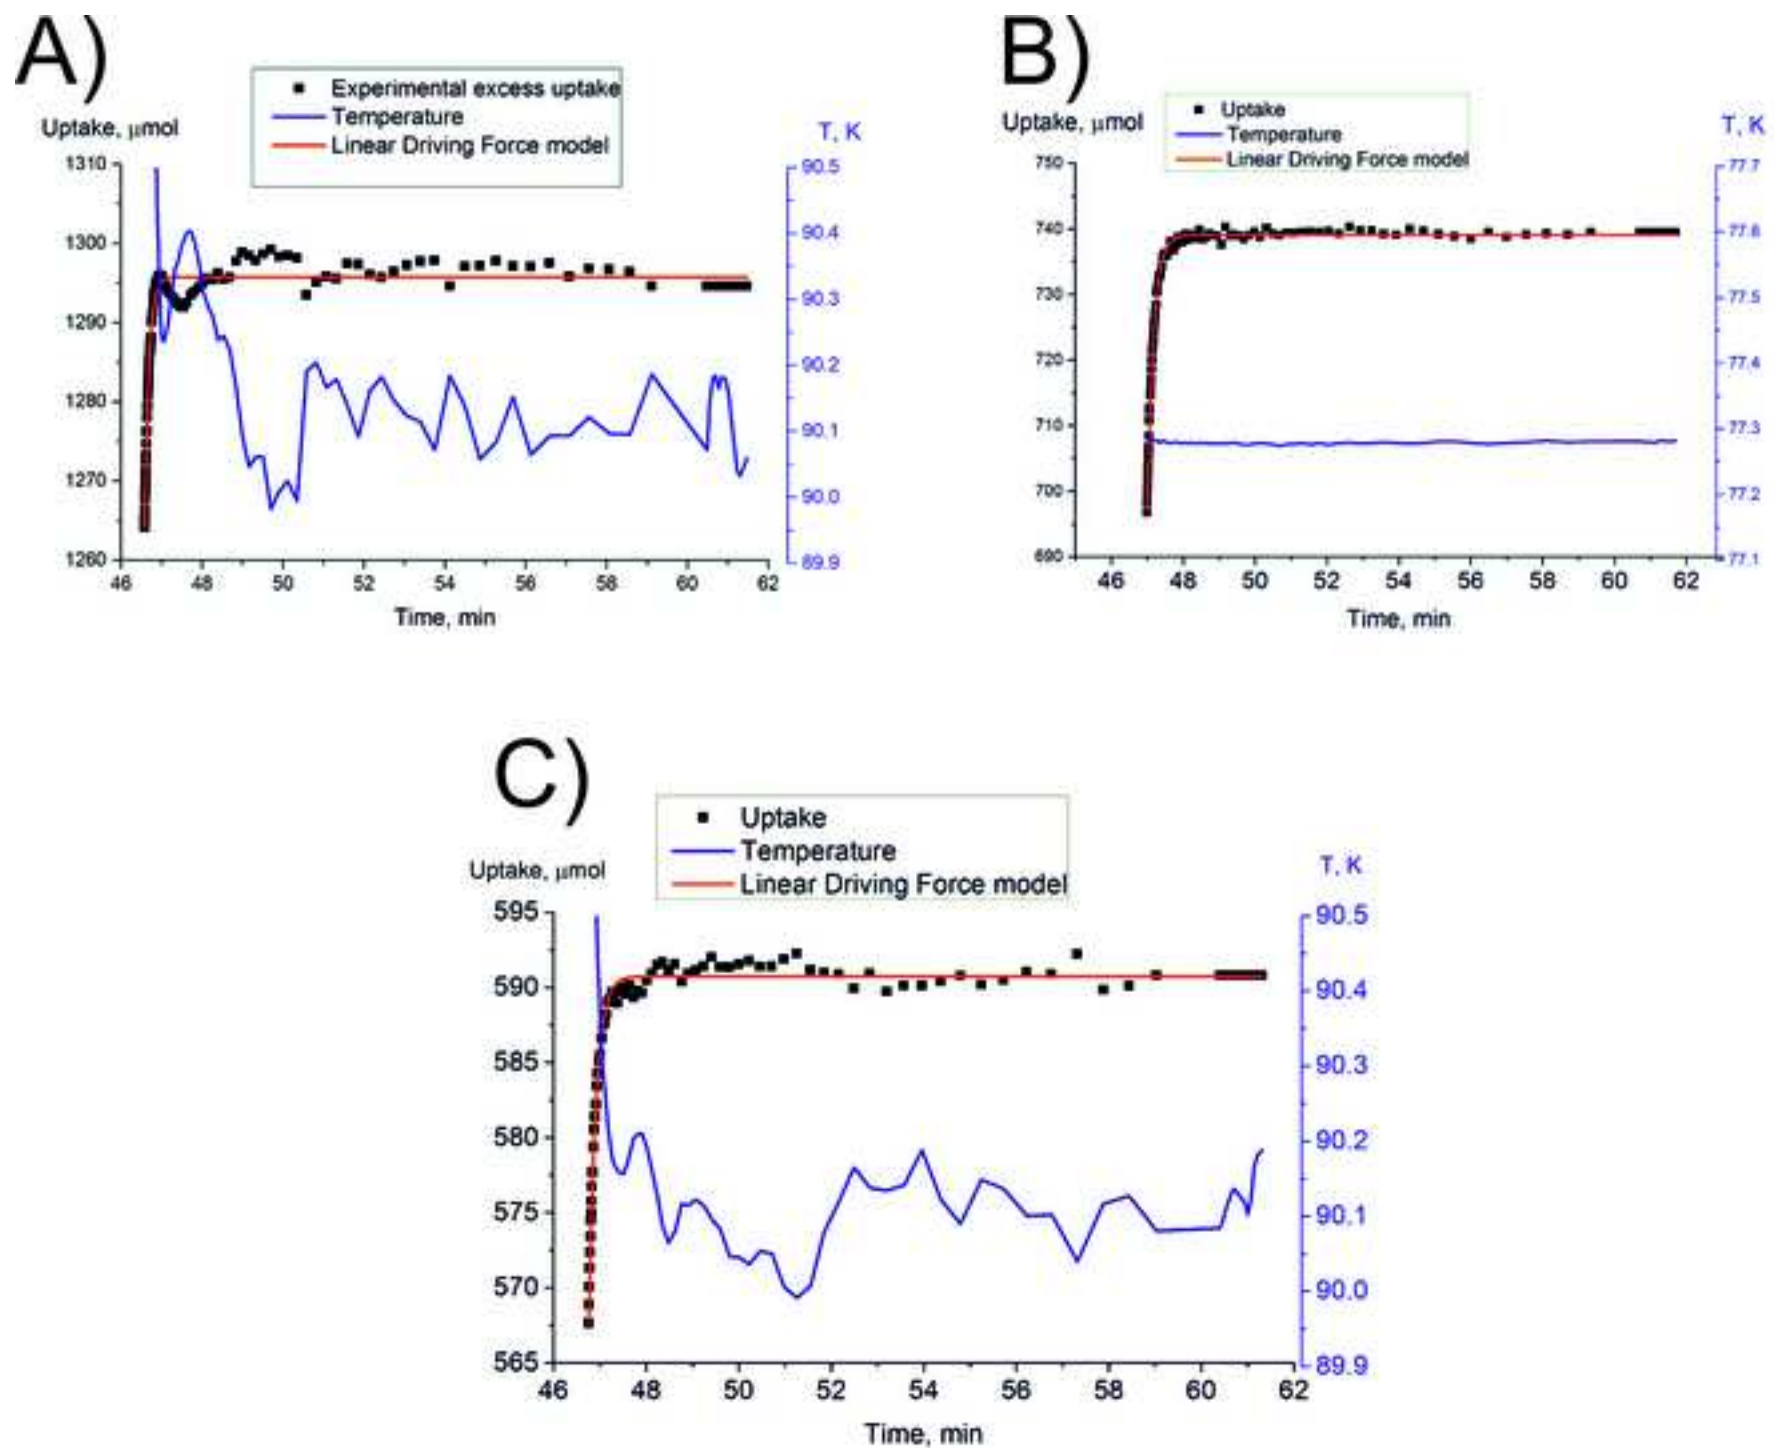 A)
Experimental excess uptake
Temperature
Linear Driving Force model
Uptake, μmol
T, K
1310
1300
1290
1280
1270
1260
90.5
90.4
90.3
90.2
90.1
90.0
89.9
46 48 50 52 54 56 58 60 62
Time, min
B)
Uptake
Temperature
Linear Driving Force model
Uptake, μmol
T, K
750
740
730
720
710
700
690
77.7
77.6
77.5
77.4
77.3
77.2
77.1
46 48 50 52 54 56 58 60 62
Time, min
C)
Uptake
Temperature
Linear Driving Force model
Uptake, μmol
T, K
595
590
585
580
575
570
565
90.5
90.4
90.3
90.2
90.1
90.0
89.9
46 48 50 52 54 56 58 60 62
Time, min